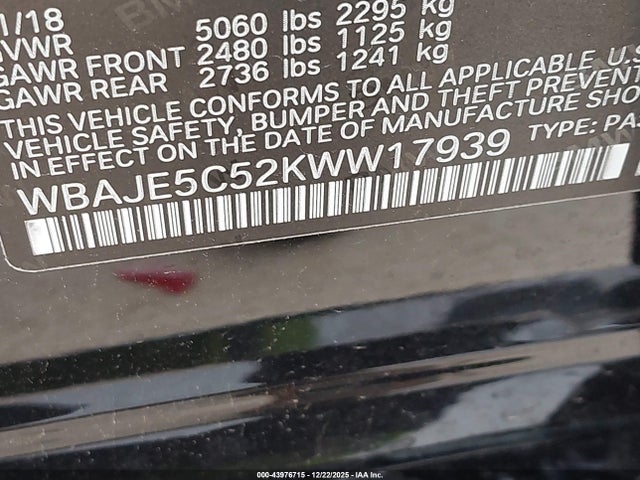 1/18
GVWR 5060 lbs 2295 kg
GAWR FRONT 2480 lbs 1125 kg
GAWR REAR 2736 lbs 1241 kg
THIS VEHICLE CONFORMS TO ALL APPLICABLE U.S
VEHICLE SAFETY, BUMPER AND THEFT PREVENT
IN EFFECT ON THE DATE OF MANUFACTURE SHO
WBAJE5C52KWW17939 TYPE: PAS
000-43976715 - 12/22/2025 - IAA Inc.